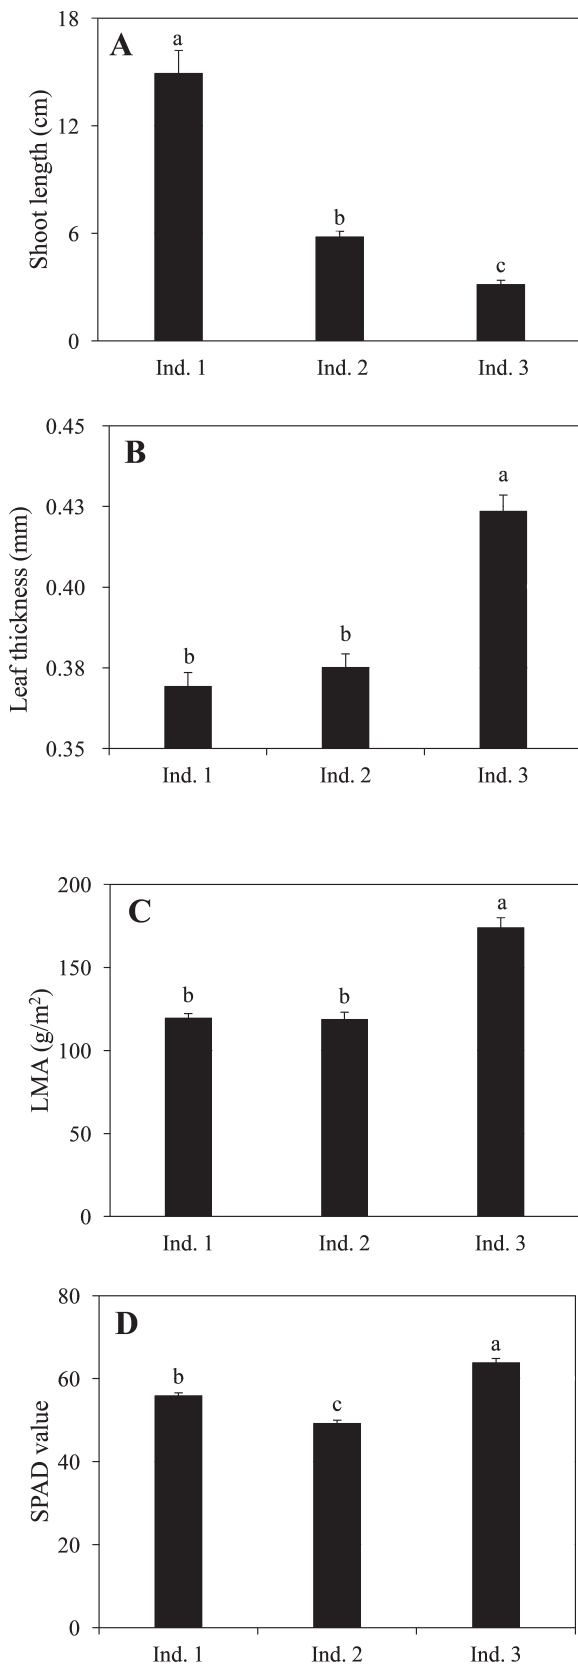 A
18
12
6
0
Shoot length (cm)
a
b
c
Ind. 1 Ind. 2 Ind. 3
B
0.45
0.43
0.40
0.38
0.35
Leaf thickness (mm)
b
b
a
Ind. 1 Ind. 2 Ind. 3
C
200
150
100
50
0
LMA (g/m²)
b
b
a
Ind. 1 Ind. 2 Ind. 3
D
80
60
40
20
0
SPAD value
b
c
a
Ind. 1 Ind. 2 Ind. 3